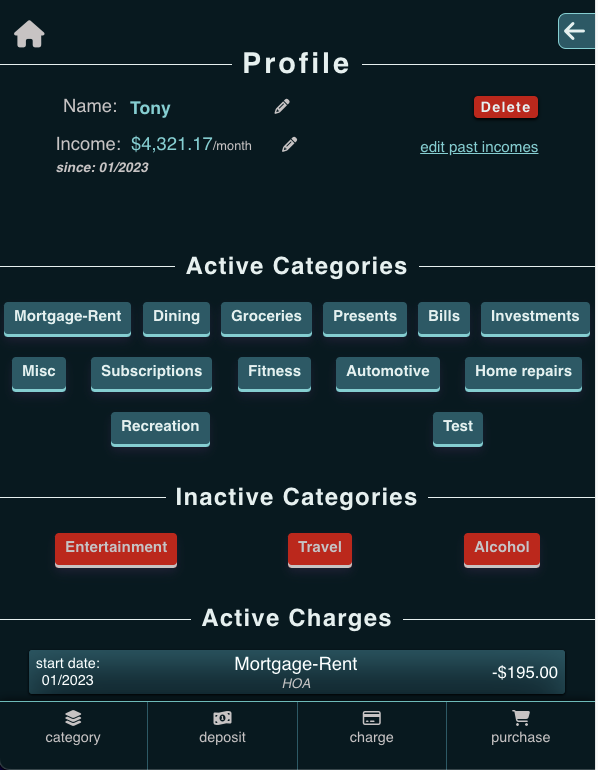 Profile
Name: Tony Delete
Income: $4,321.17/month edit past incomes
since: 01/2023
Active Categories
Mortgage-Rent Dining Groceries Presents Bills Investments
Misc Subscriptions Fitness Automotive Home repairs
Recreation Test
Inactive Categories
Entertainment Travel Alcohol
Active Charges
start date: Mortgage-Rent -$195.00
01/2023 HOA
category deposit charge purchase